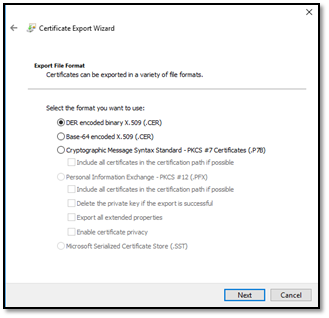 Certificate Export Wizard
Export File Format
Certificates can be exported in a variety of file formats.
Select the format you want to use:
DER encoded binary X.509 (.CER)
Base-64 encoded X.509 (.CER)
Cryptographic Message Syntax Standard - PKCS #7 Certificates (.P7B)
Include all certificates in the certification path if possible
Personal Information Exchange - PKCS #12 (.PFX)
Include all certificates in the certification path if possible
Delete the private key if the export is successful
Export all extended properties
Enable certificate privacy
Microsoft Serialized Certificate Store (.SST)
Next Cancel